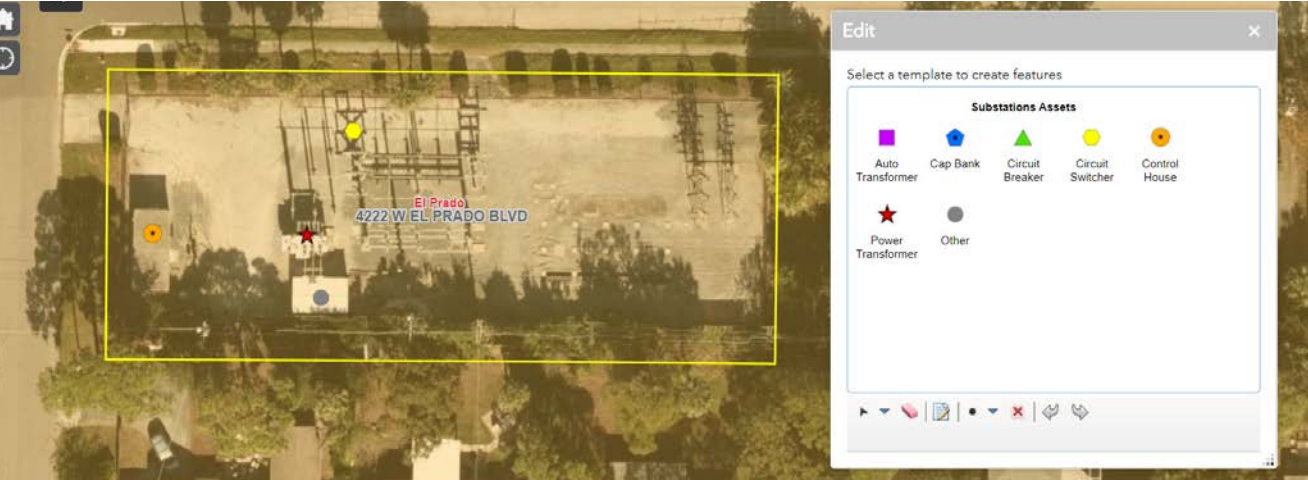 El Prado
4222 W EL PRADO BLVD
Edit
Select a template to create features
Substations Assets
Auto
Transformer
Cap Bank
Circuit
Breaker
Circuit
Switcher
Control
House
Power
Transformer
Other